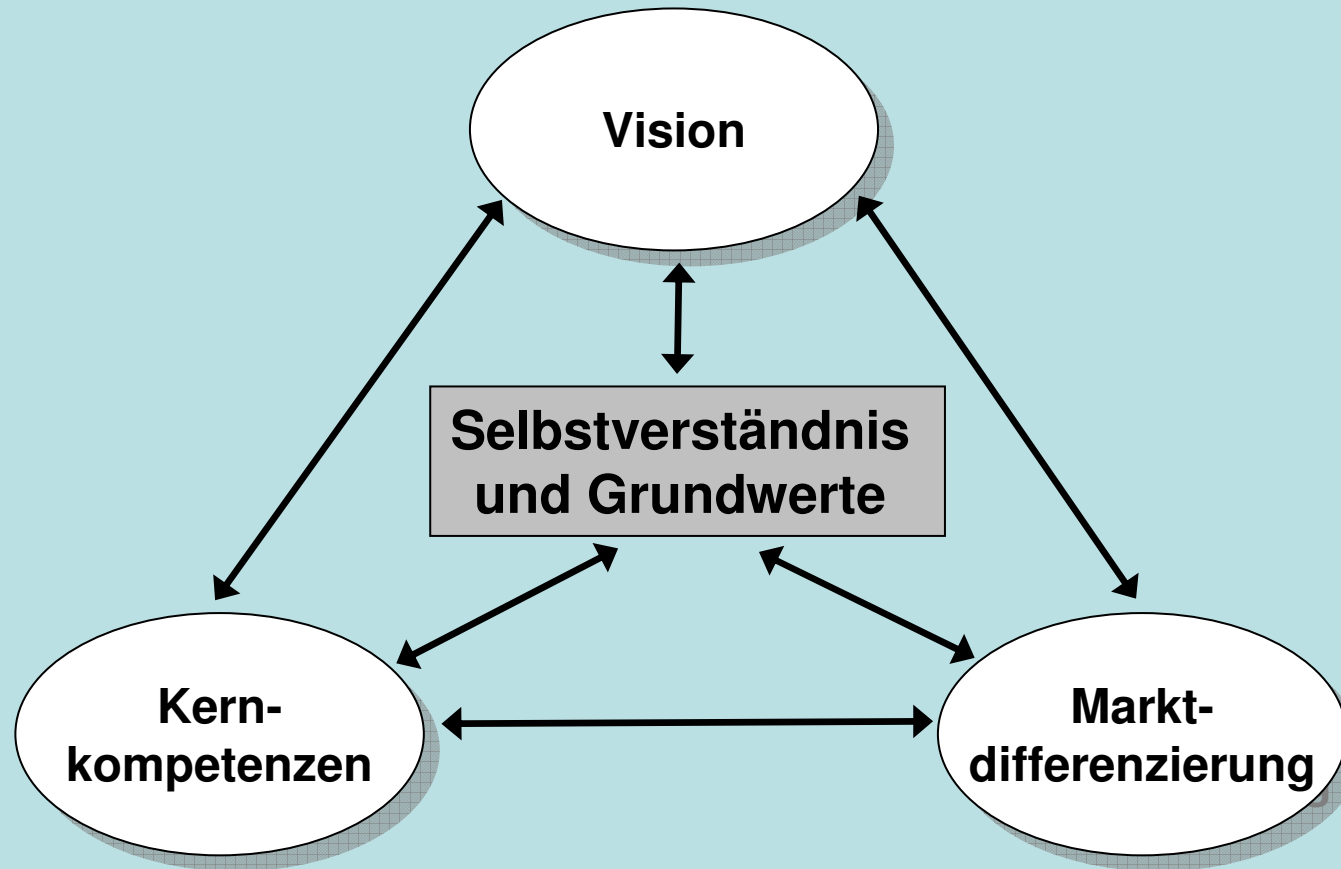 Vision
Selbstverständnis
und Grundwerte
Kern-
kompetenzen
Markt-
differenzierung